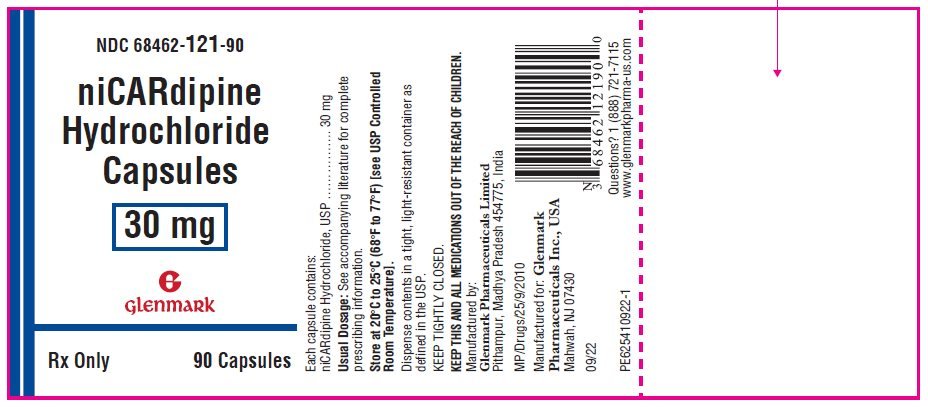 NDC 68462-121-90
niCARdipine
Hydrochloride
Capsules
30 mg
Glenmark
Rx Only 90 Capsules
Each capsule contains:
niCARdipine Hydrochloride, USP .................... 30 mg
Usual Dosage: See accompanying literature for complete
prescribing information.
Store at 20°C to 25°C (68°F to 77°F) [see USP Controlled
Room Temperature].
Dispense contents in a tight, light-resistant container as
defined in the USP.
KEEP TIGHTLY CLOSED.
KEEP THIS AND ALL MEDICATIONS OUT OF THE REACH OF CHILDREN.
Manufactured by:
Glenmark Pharmaceuticals Limited
Pithampur, Madhya Pradesh 454775, India
MP/Drugs/25/9/2010
Manufactured for: Glenmark
Pharmaceuticals Inc., USA
Mahwah, NJ 07430
09/22
N
3 68462 12190 0
Questions? 1 (888) 721-7115
www.glenmarkpharma-us.com
PE625410922-1